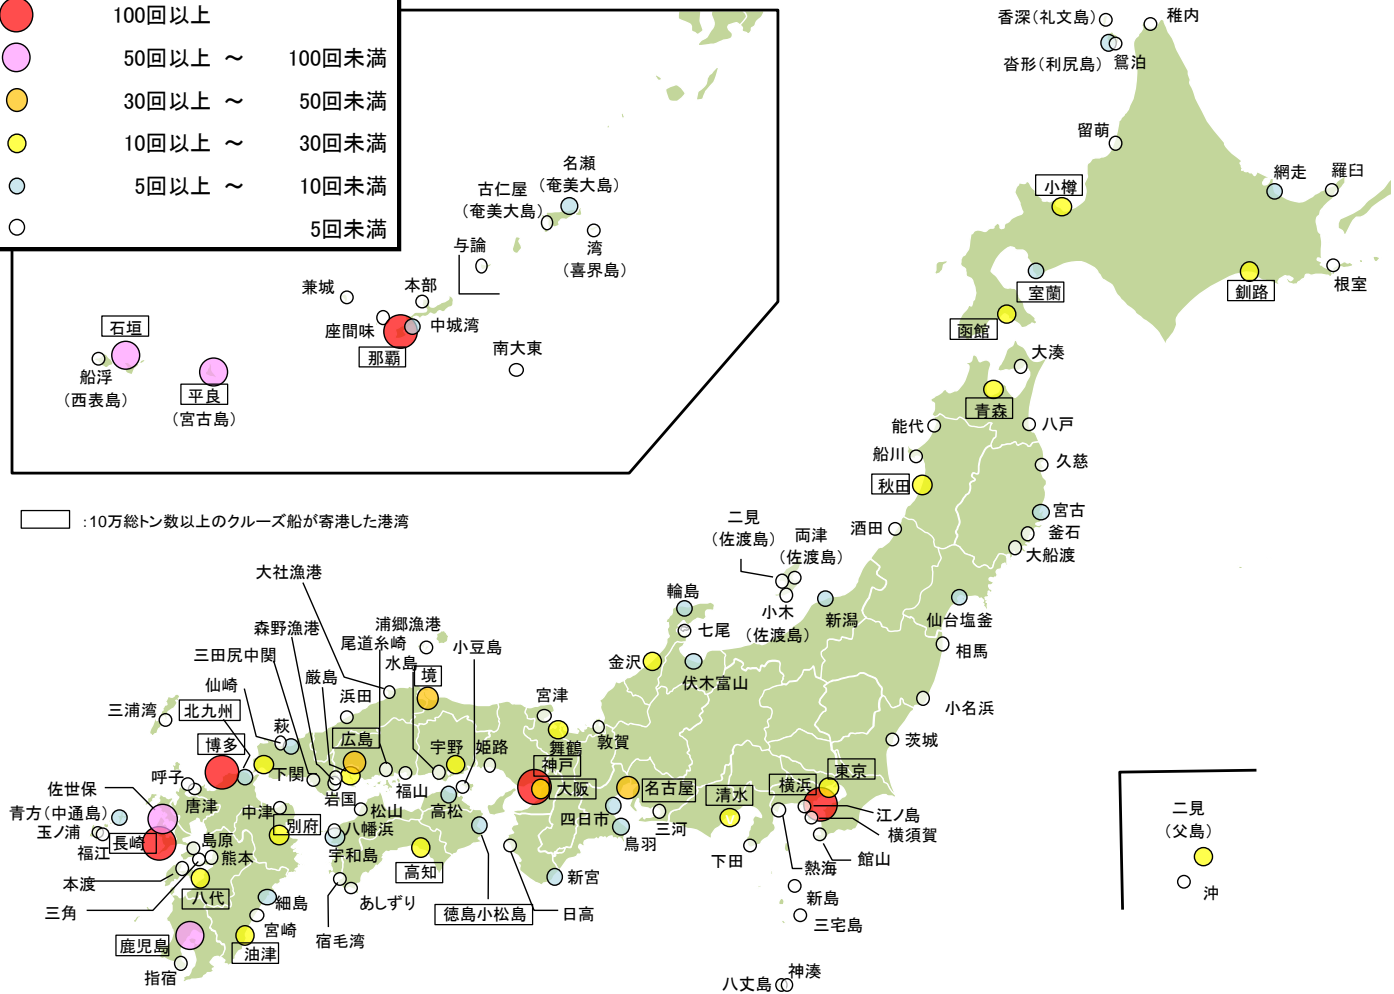 100回以上
50回以上 ～ 100回未満
30回以上 ～ 50回未満
10回以上 ～ 30回未満
5回以上 ～ 10回未満
5回未満
香深(礼文島)
稚内
沓形(利尻島)
鴛泊
留萌
小樽
網走
羅臼
室蘭
釧路
根室
函館
大湊
青森
能代
八戸
船川
久慈
秋田
宮古
釜石
大船渡
酒田
二見
(佐渡島)
両津
(佐渡島)
小木
(佐渡島)
新潟
仙台塩釜
相馬
小名浜
茨城
名瀬
(奄美大島)
古仁屋
(奄美大島)
湾
(喜界島)
与論
兼城
本部
座間味
中城湾
那覇
南大東
石垣
船浮
(西表島)
平良
(宮古島)
:10万総トン数以上のクルーズ船が寄港した港湾
輪島
七尾
金沢
伏木富山
大社漁港
森野漁港
三田尻中関
仙崎
浦郷漁港
尾道糸崎
水島
小豆島
境
厳島
浜田
三浦湾
北九州
萩
広島
宇野
姫路
宮津
舞鶴
敦賀
博多
下関
神戸
大阪
名古屋
清水
横浜
東京
佐世保
呼子
唐津
岩国
福山
青方(中通島)
中津
松山
高松
四日市
三河
江ノ島
横須賀
玉ノ浦
福江
長崎
島原
熊本
別府
八幡浜
宇和島
高知
鳥羽
下田
館山
熱海
本渡
八代
三角
細島
あしずり
徳島小松島
新宮
日高
新島
三宅島
宮崎
宿毛湾
鹿児島
油津
指宿
八丈島
神湊
二見
(父島)
沖